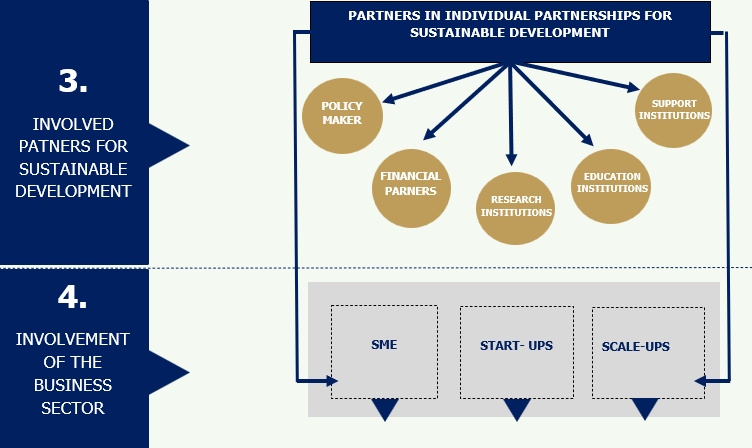 PARTNERS IN INDIVIDUAL PARTNERSHIPS FOR
SUSTAINABLE DEVELOPMENT
3.
INVOLVED
PATNERS FOR
SUSTAINABLE
DEVELOPMENT
POLICY
MAKER
FINANCIAL
PARNERS
RESEARCH
INSTITUTIONS
EDUCATION
INSTITUTIONS
SUPPORT
INSTITUTIONS
4.
INVOLVEMENT
OF THE
BUSINESS
SECTOR
SME
START- UPS
SCALE-UPS